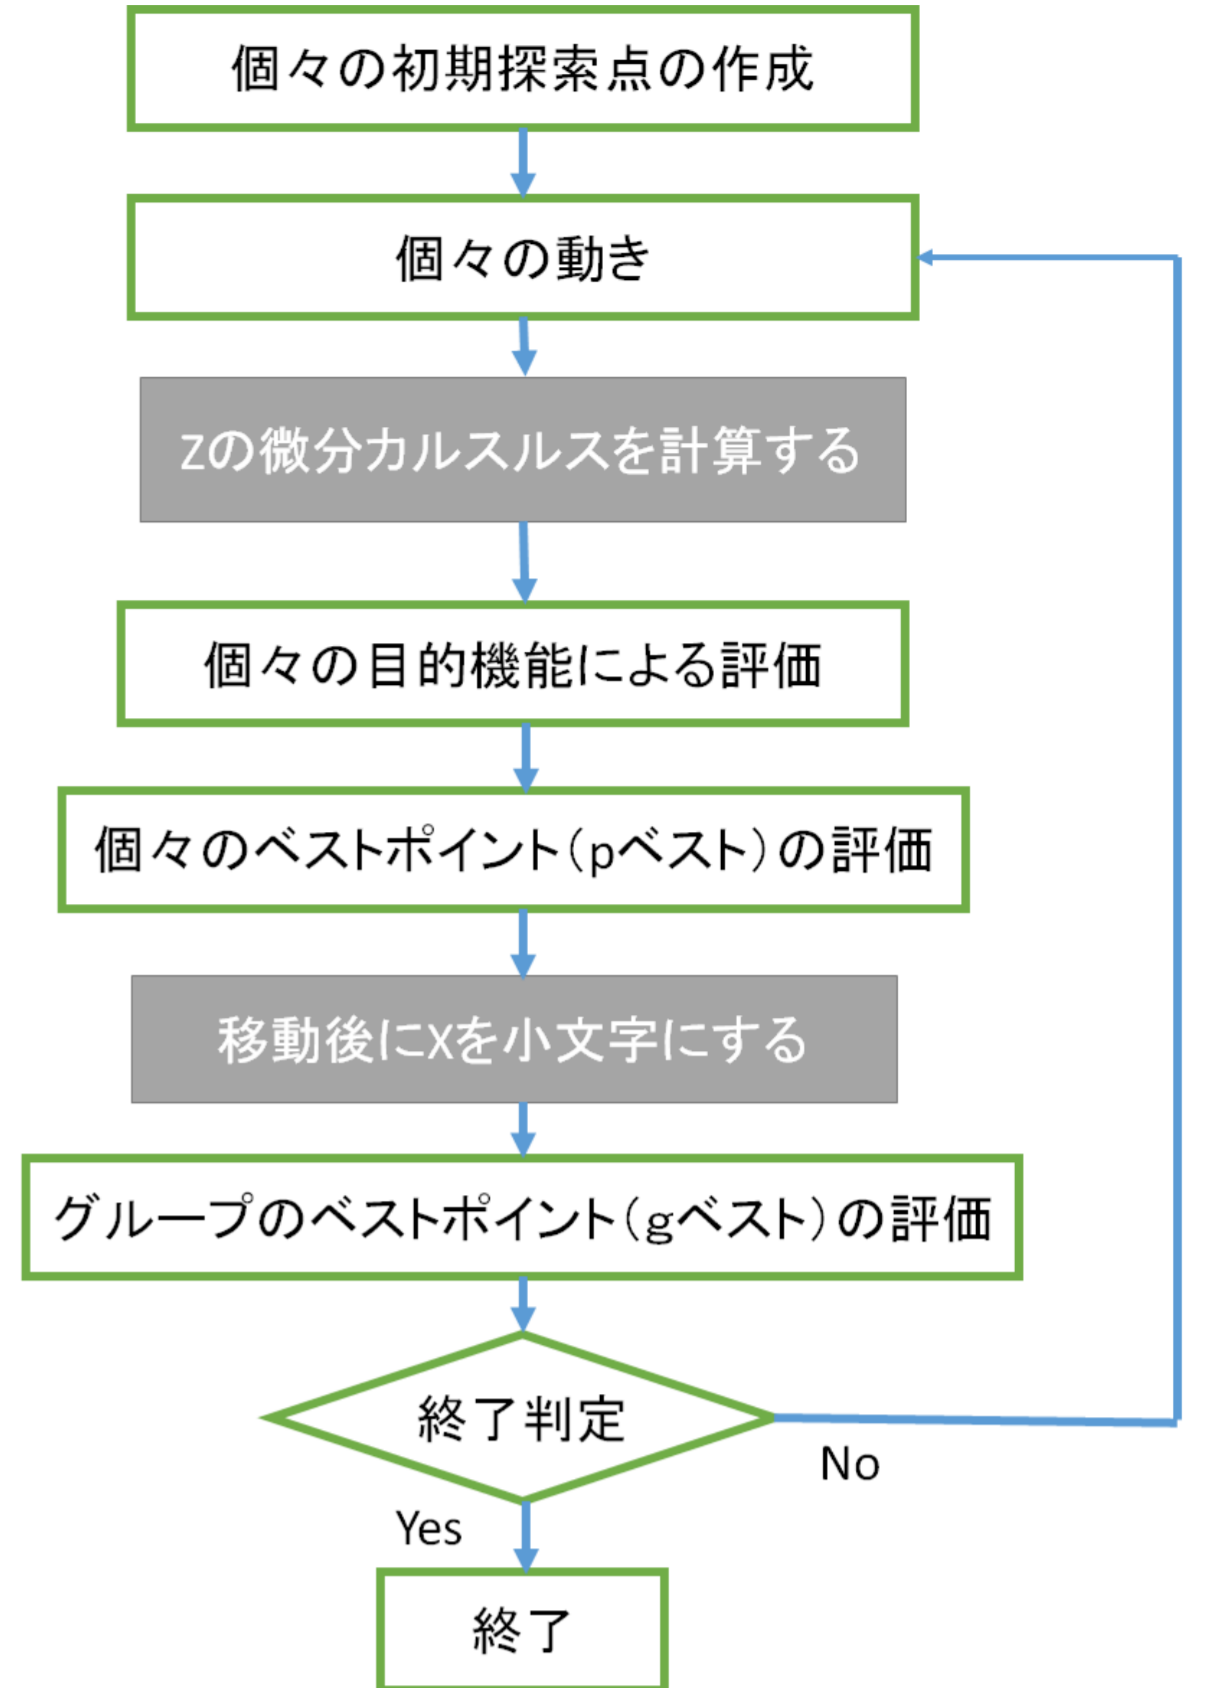 個々の初期探索点の作成
個々の動き
Zの微分カルスルスを計算する
個々の目的機能による評価
個々のベストポイント（pベスト）の評価
移動後にXを小文字にする
グループのベストポイント（gベスト）の評価
終了判定
No
Yes
終了